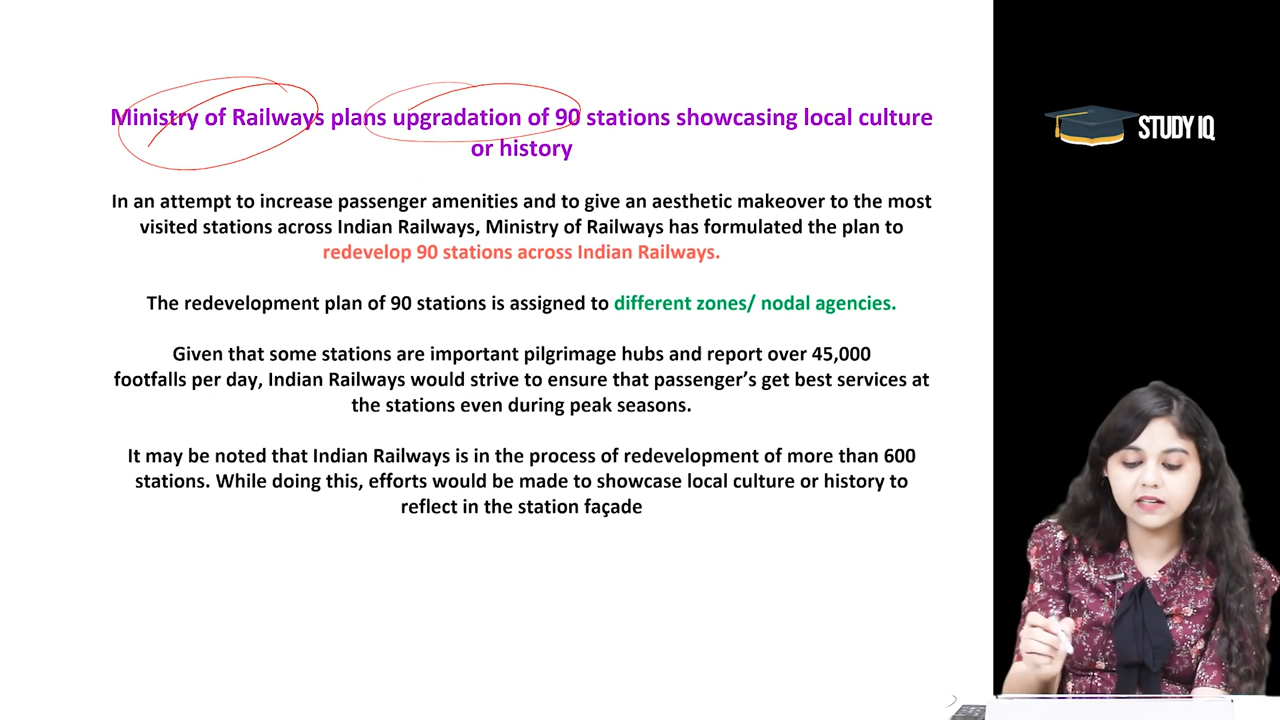 Ministry of Railways plans upgradation of 90 stations showcasing local culture
or history
In an attempt to increase passenger amenities and to give an aesthetic makeover to the most
visited stations across Indian Railways, Ministry of Railways has formulated the plan to
redevelop 90 stations across Indian Railways.
The redevelopment plan of 90 stations is assigned to different zones/ nodal agencies.
Given that some stations are important pilgrimage hubs and report over 45,000
footfalls per day, Indian Railways would strive to ensure that passenger’s get best services at
the stations even during peak seasons.
It may be noted that Indian Railways is in the process of redevelopment of more than 600
stations. While doing this, efforts would be made to showcase local culture or history to
reflect in the station façade
STUDY IQ